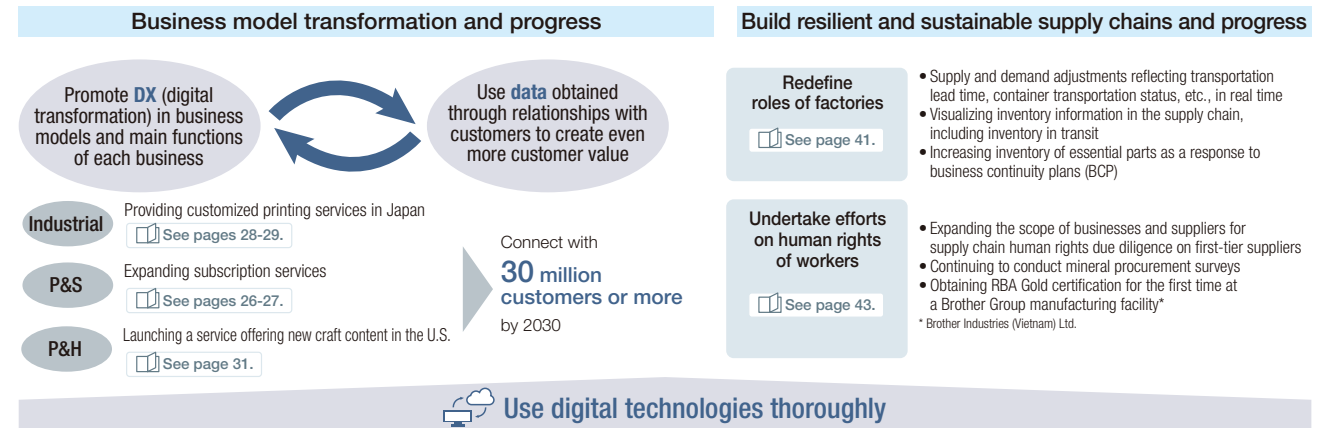 Business model transformation and progress
Promote DX (digital
transformation) in business
models and main functions
of each business
Use data obtained
through relationships with
customers to create even
more customer value
Industrial
Providing customized printing services in Japan
See pages 28-29.
P&S
Expanding subscription services
See pages 26-27.
P&H
Launching a service offering new craft content in the U.S.
See page 31.
Connect with
30 million
customers or more
by 2030
Build resilient and sustainable supply chains and progress
Redefine
roles of factories
See page 41.
• Supply and demand adjustments reflecting transportation
lead time, container transportation status, etc., in real time
• Visualizing inventory information in the supply chain,
including inventory in transit
• Increasing inventory of essential parts as a response to
business continuity plans (BCP)
Undertake efforts
on human rights
of workers
See page 43.
• Expanding the scope of businesses and suppliers for
supply chain human rights due diligence on first-tier suppliers
• Continuing to conduct mineral procurement surveys
• Obtaining RBA Gold certification for the first time at
a Brother Group manufacturing facility*
* Brother Industries (Vietnam) Ltd.
Use digital technologies thoroughly